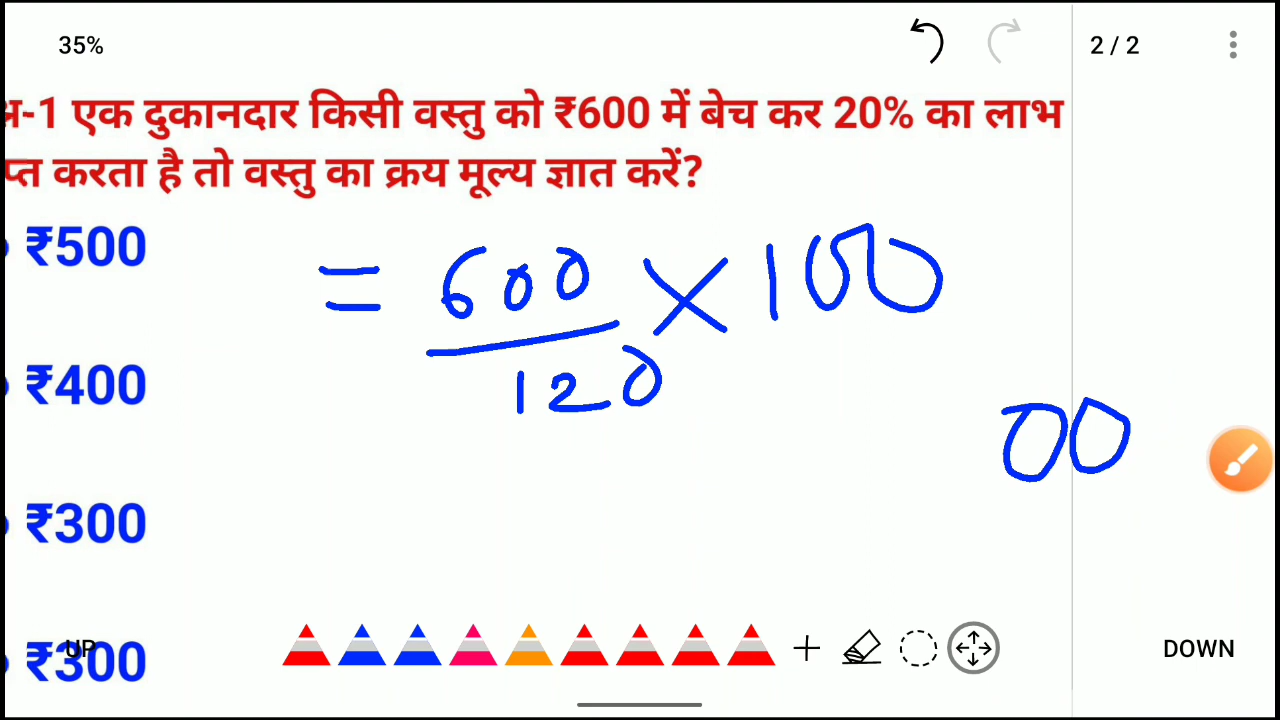 35%
2 / 2
-1 एक दुकानदार किसी वस्तु को ₹600 में बेच कर 20% का लाभ
प्त करता है तो वस्तु का क्रय मूल्य ज्ञात करें?
₹500
= 600 × 100
120
₹400
00
₹300
UP
₹300
DOWN